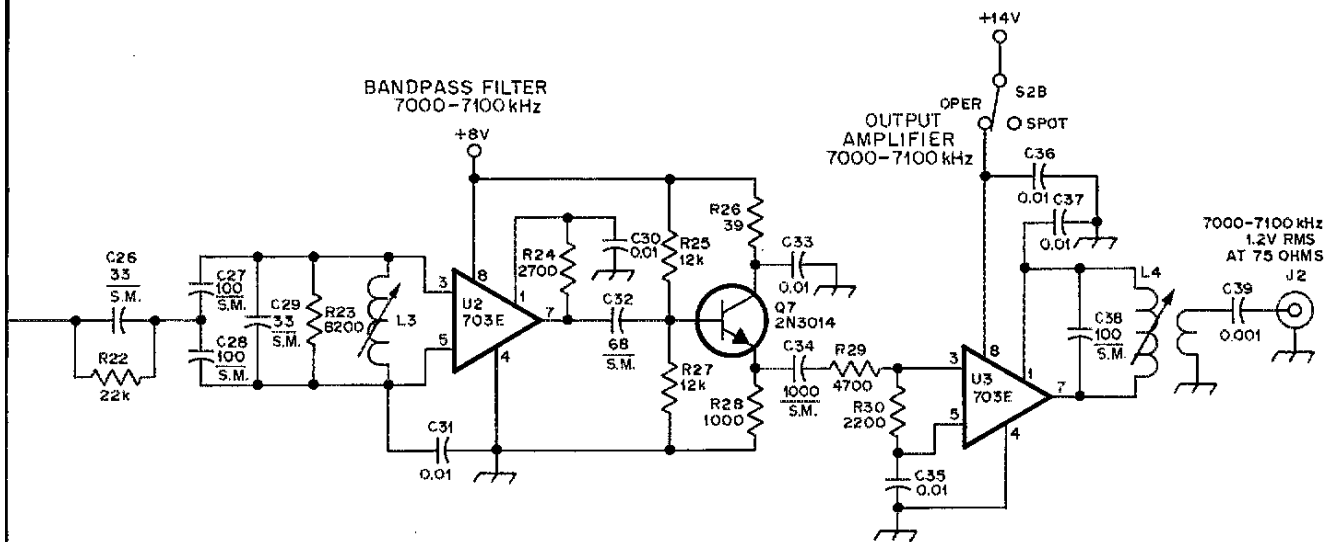 BANDPASS FILTER
7000-7100 kHz
+8V
+14V
S2B
OPER
SPOT
OUTPUT
AMPLIFIER
7000-7100 kHz
C36
0.01
C37
0.01
7000-7100 kHz
1.2V RMS
AT 75 OHMS
J2
C26
33
S.M.
R22
22k
C27
100
S.M.
C28
100
S.M.
C29
33
S.M.
R23
8200
L3
3
5
8
1
7
4
U2
703E
R24
2700
C30
0.01
C31
0.01
C32
68
S.M.
R25
12k
R27
12k
R26
39
C33
0.01
Q7
2N3014
R28
1000
C34
1000
S.M.
R29
4700
R30
2200
C35
0.01
3
5
8
1
7
4
U3
703E
C38
100
S.M.
L4
C39
0.001